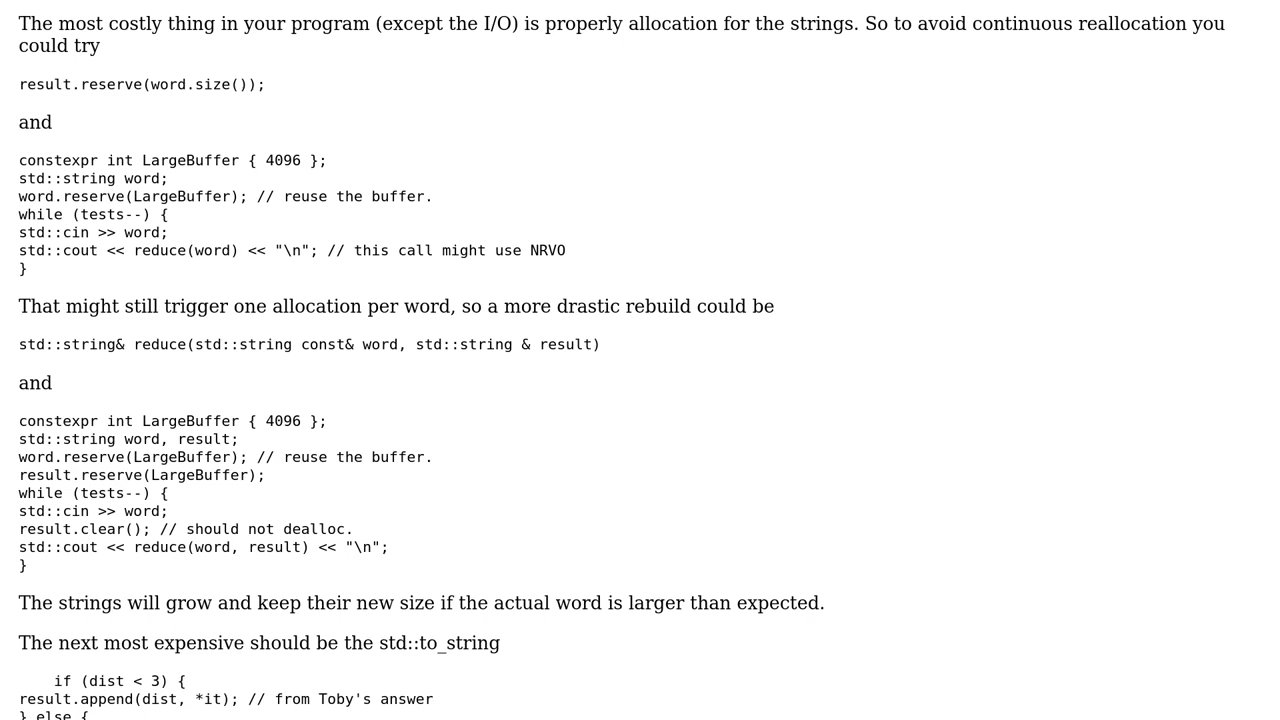 The most costly thing in your program (except the I/O) is properly allocation for the strings. So to avoid continuous reallocation you
could try
result.reserve(word.size());
and
constexpr int LargeBuffer { 4096 };
std::string word;
word.reserve(LargeBuffer); // reuse the buffer.
while (tests--) {
std::cin >> word;
std::cout << reduce(word) << "\n"; // this call might use NRVO
}
That might still trigger one allocation per word, so a more drastic rebuild could be
std::string& reduce(std::string const& word, std::string & result)
and
constexpr int LargeBuffer { 4096 };
std::string word, result;
word.reserve(LargeBuffer); // reuse the buffer.
result.reserve(LargeBuffer);
while (tests--) {
std::cin >> word;
result.clear(); // should not dealloc.
std::cout << reduce(word, result) << "\n";
}
The strings will grow and keep their new size if the actual word is larger than expected.
The next most expensive should be the std::to_string
    if (dist < 3) {
result.append(dist, *it); // from Toby's answer
} else {